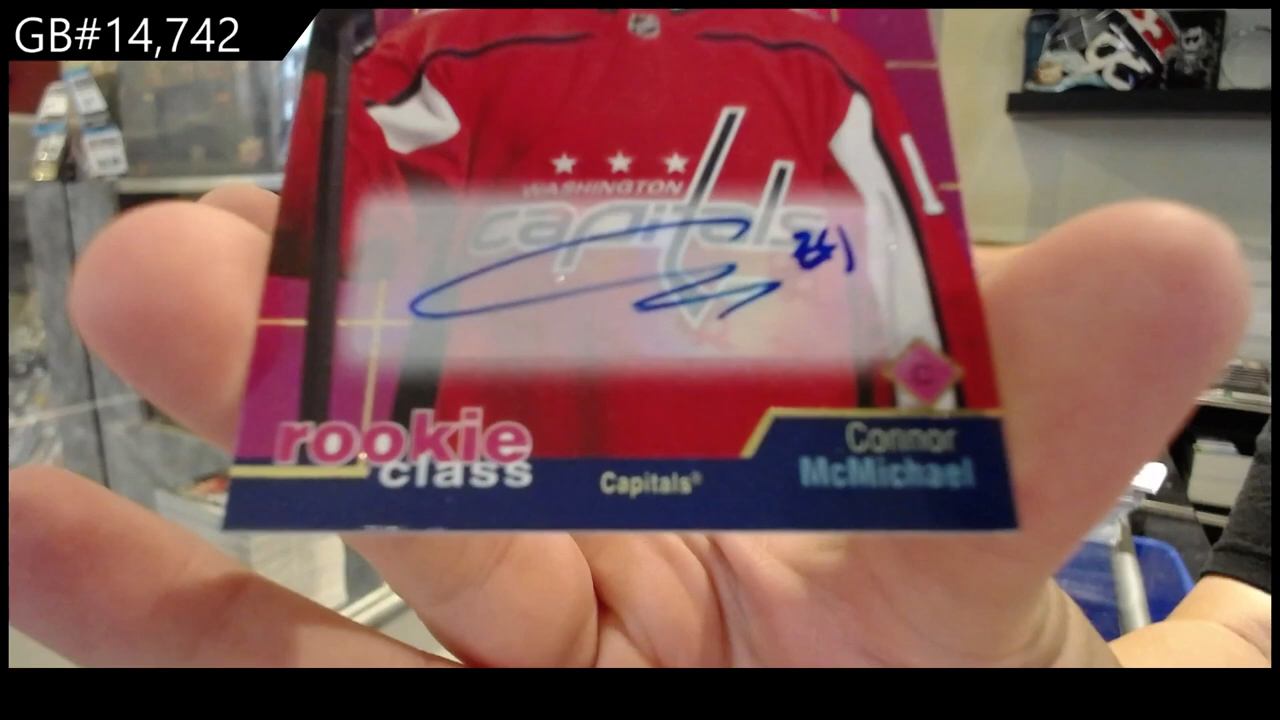 GB#14,742
WASHINGTON
capitals
C
rookie
class
Capitals®
Connor
McMichael